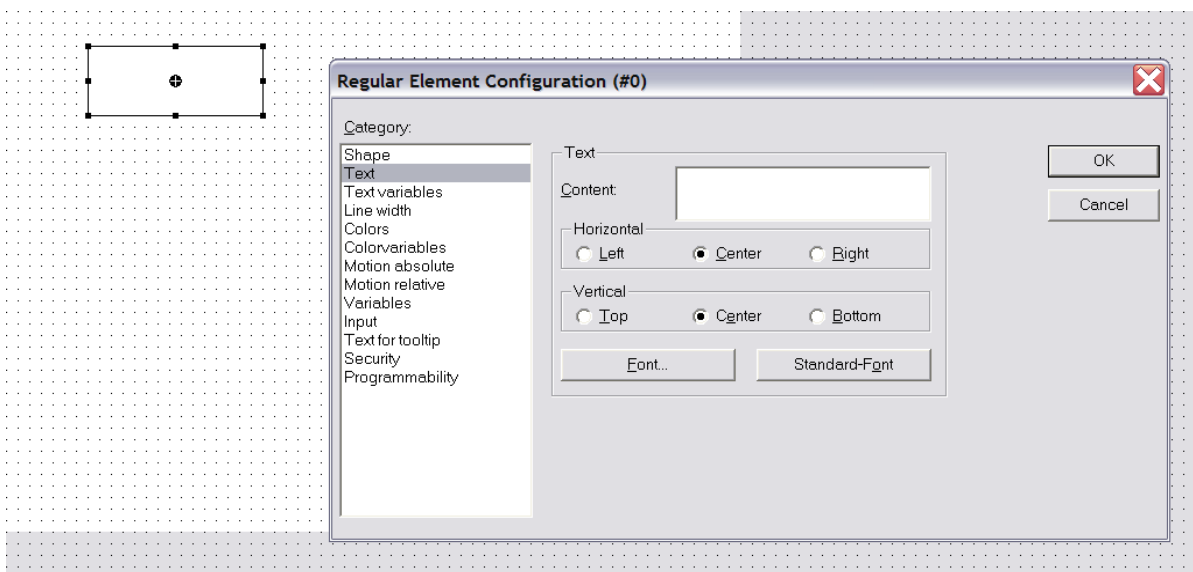 Regular Element Configuration (#0)
Category:
Shape
Text
Text variables
Line width
Colors
Colorvariables
Motion absolute
Motion relative
Variables
Input
Text for tooltip
Security
Programmability
Text
Content:
Horizontal
Left Center Right
Vertical
Top Center Bottom
Font... Standard-Font
OK
Cancel